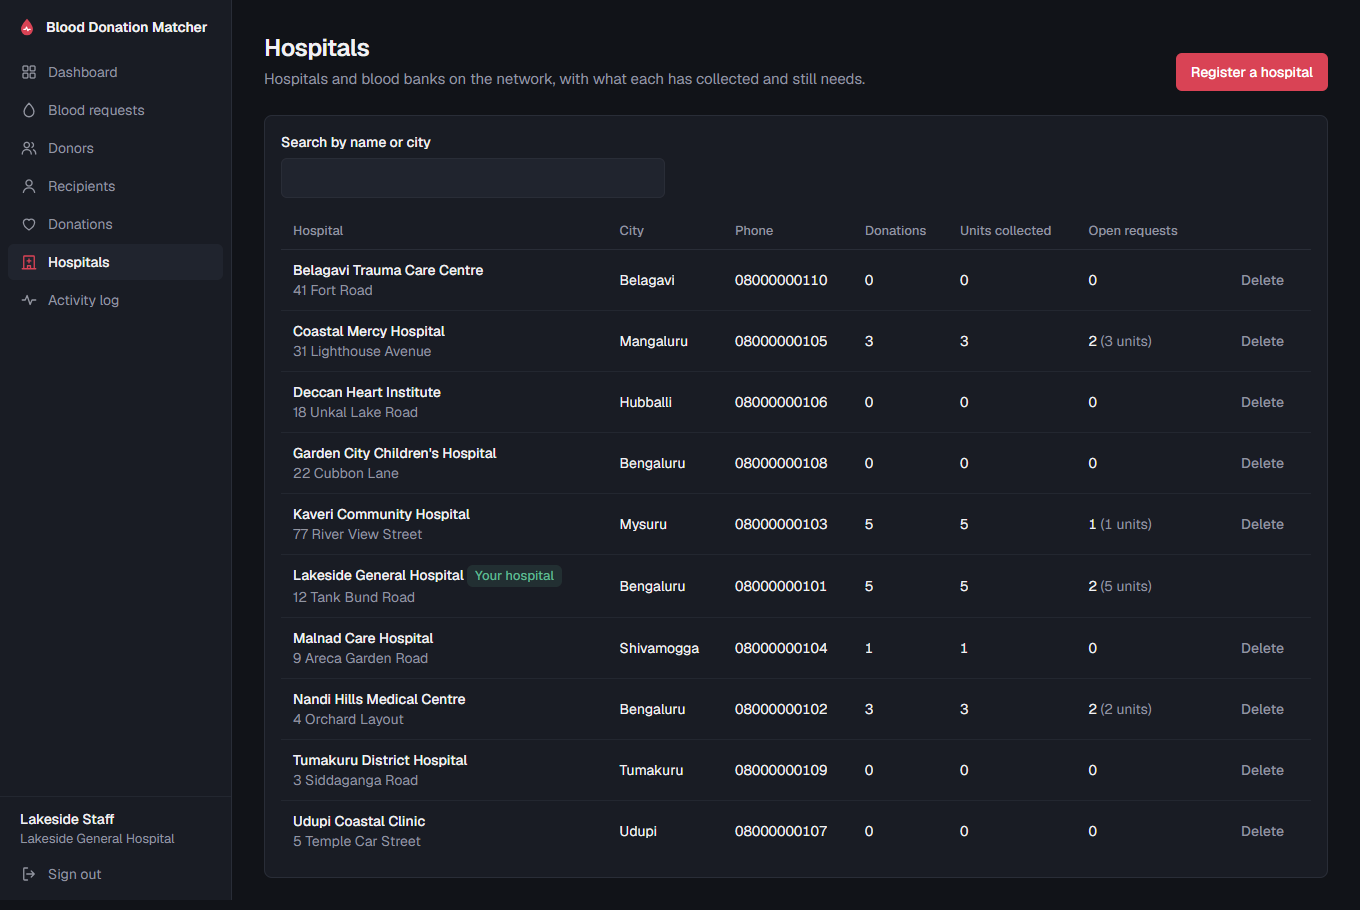 Blood Donation Matcher
Dashboard
Blood requests
Donors
Recipients
Donations
Hospitals
Activity log
Lakeside Staff
Lakeside General Hospital
Sign out
Hospitals
Hospitals and blood banks on the network, with what each has collected and still needs.
Register a hospital
Search by name or city
Hospital City Phone Donations Units collected Open requests
Belagavi Trauma Care Centre
41 Fort Road
Belagavi 08000000110 0 0 0 Delete
Coastal Mercy Hospital
31 Lighthouse Avenue
Mangaluru 08000000105 3 3 2 (3 units) Delete
Deccan Heart Institute
18 Unkal Lake Road
Hubballi 08000000106 0 0 0 Delete
Garden City Children's Hospital
22 Cubbon Lane
Bengaluru 08000000108 0 0 0 Delete
Kaveri Community Hospital
77 River View Street
Mysuru 08000000103 5 5 1 (1 units) Delete
Lakeside General Hospital Your hospital
12 Tank Bund Road
Bengaluru 08000000101 5 5 2 (5 units)
Malnad Care Hospital
9 Areca Garden Road
Shivamogga 08000000104 1 1 0 Delete
Nandi Hills Medical Centre
4 Orchard Layout
Bengaluru 08000000102 3 3 2 (2 units) Delete
Tumakuru District Hospital
3 Siddaganga Road
Tumakuru 08000000109 0 0 0 Delete
Udupi Coastal Clinic
5 Temple Car Street
Udupi 08000000107 0 0 0 Delete